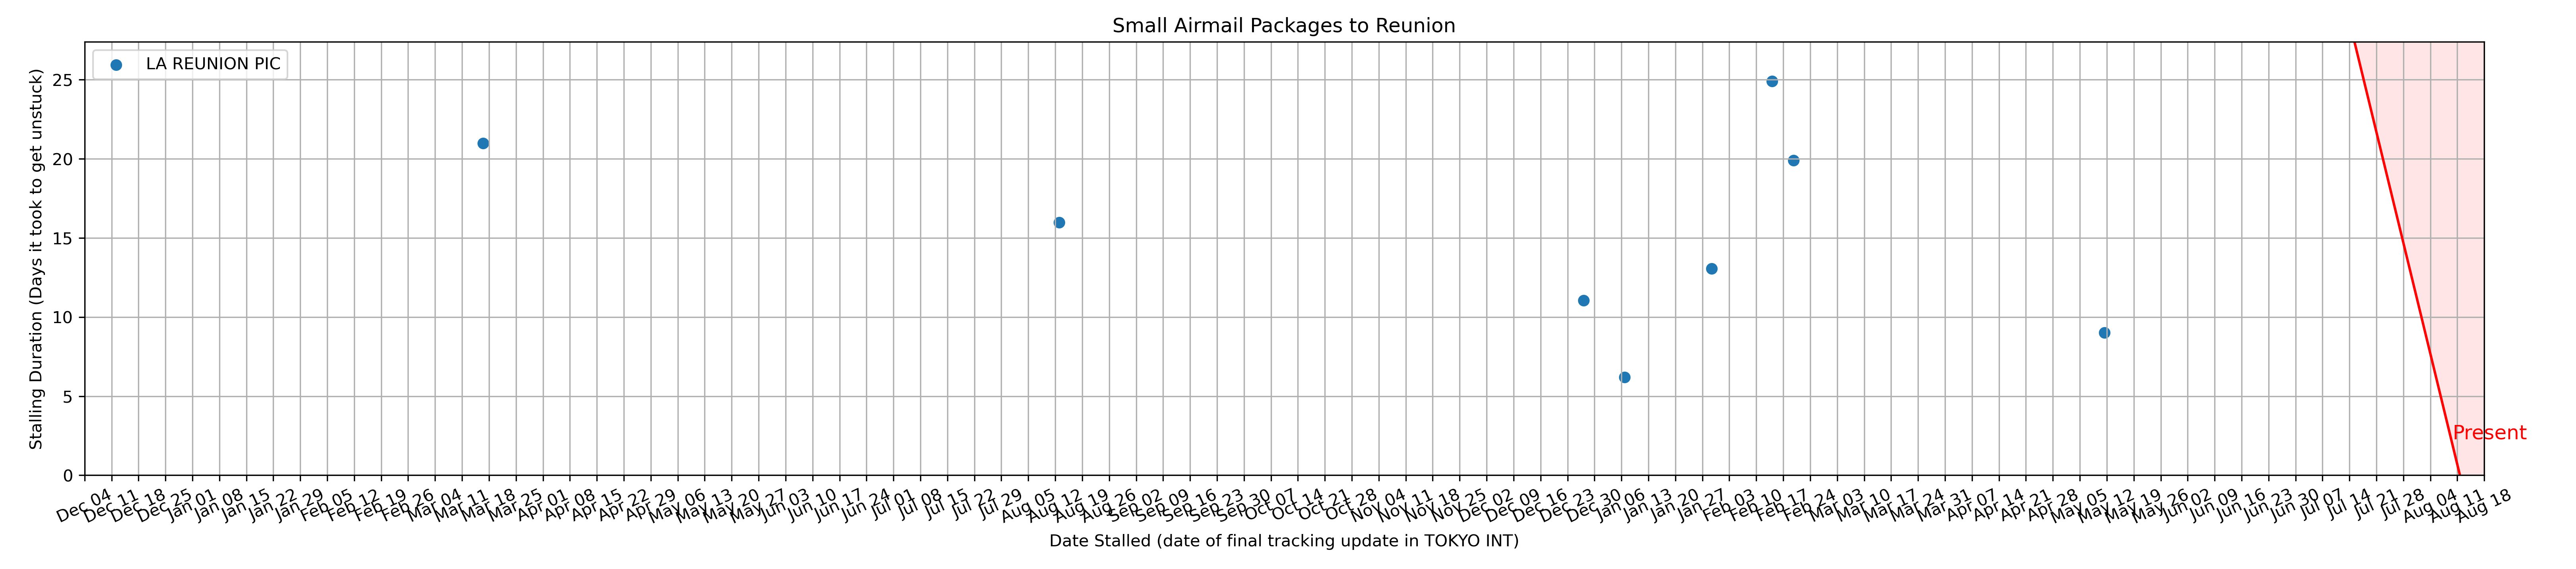 Small Airmail Packages to Reunion
LA REUNION PIC
Stalling Duration (Days it took to get unstuck)
25
20
15
10
5
0
Present
Dec 04
Dec 11
Dec 18
Dec 25
Jan 01
Jan 08
Jan 15
Jan 22
Jan 29
Feb 05
Feb 12
Feb 19
Feb 26
Mar 04
Mar 11
Mar 18
Mar 25
Apr 01
Apr 08
Apr 15
Apr 22
Apr 29
May 06
May 13
May 20
May 27
Jun 03
Jun 10
Jun 17
Jun 24
Jul 01
Jul 08
Jul 15
Jul 22
Jul 29
Aug 05
Aug 12
Aug 19
Aug 26
Sep 02
Sep 09
Sep 16
Sep 23
Sep 30
Oct 07
Oct 14
Oct 21
Oct 28
Nov 04
Nov 11
Nov 18
Nov 25
Dec 02
Dec 09
Dec 16
Dec 23
Dec 30
Jan 06
Jan 13
Jan 20
Jan 27
Feb 03
Feb 10
Feb 17
Feb 24
Mar 03
Mar 10
Mar 17
Mar 24
Mar 31
Apr 07
Apr 14
Apr 21
Apr 28
May 05
May 12
May 19
May 26
Jun 02
Jun 09
Jun 16
Jun 23
Jun 30
Jul 07
Jul 14
Jul 21
Jul 28
Aug 04
Aug 11
Aug 18
Date Stalled (date of final tracking update in TOKYO INT)